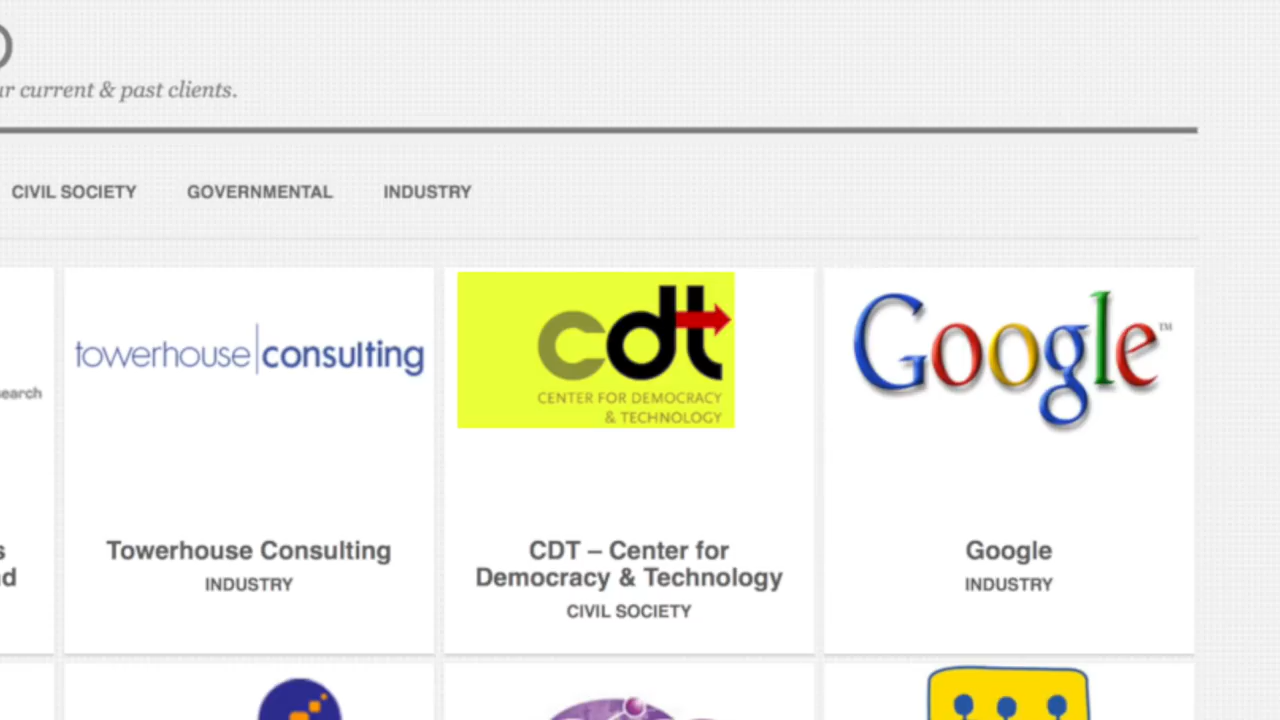 ur current & past clients.
CIVIL SOCIETY GOVERNMENTAL INDUSTRY
earch
towerhouse consulting
cdt
CENTER FOR DEMOCRACY
& TECHNOLOGY
Google™
s
d
Towerhouse Consulting
INDUSTRY
CDT – Center for
Democracy & Technology
CIVIL SOCIETY
Google
INDUSTRY